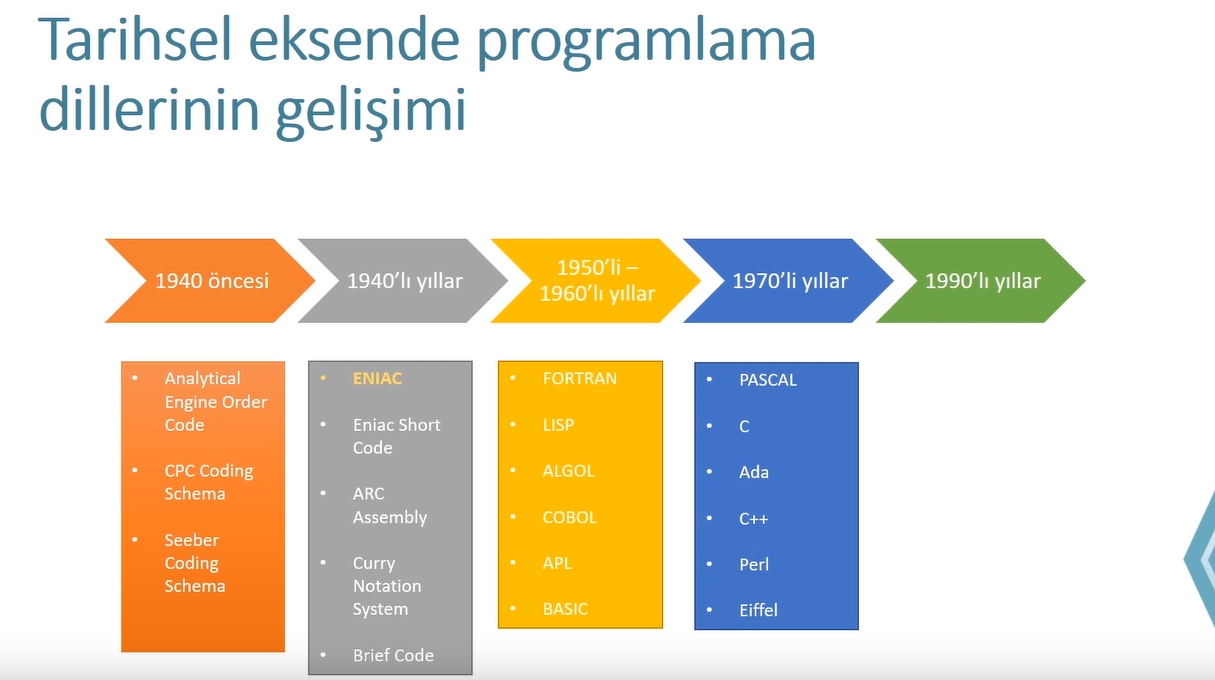 Tarihsel eksende programlama
dillerinin gelişimi
1940 öncesi
1940'lı yıllar
1950'li –
1960'lı yıllar
1970'li yıllar
1990'lı yıllar
• Analytical
Engine Order
Code
• CPC Coding
Schema
• Seeber
Coding
Schema
• ENIAC
• Eniac Short
Code
• ARC
Assembly
• Curry
Notation
System
• Brief Code
• FORTRAN
• LISP
• ALGOL
• COBOL
• APL
• BASIC
• PASCAL
• C
• Ada
• C++
• Perl
• Eiffel